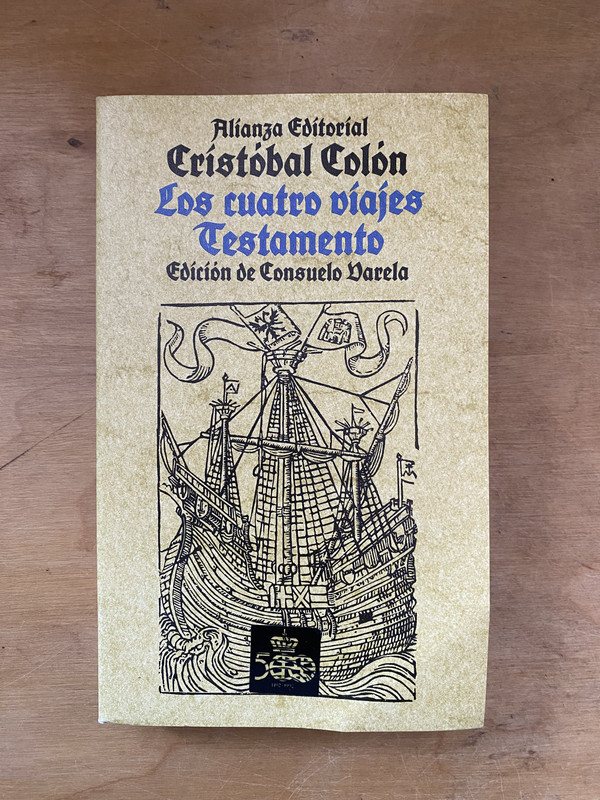 Alianza Editorial
Cristóbal Colón
Los cuatro viajes
Testamento
Edición de Consuelo Varela